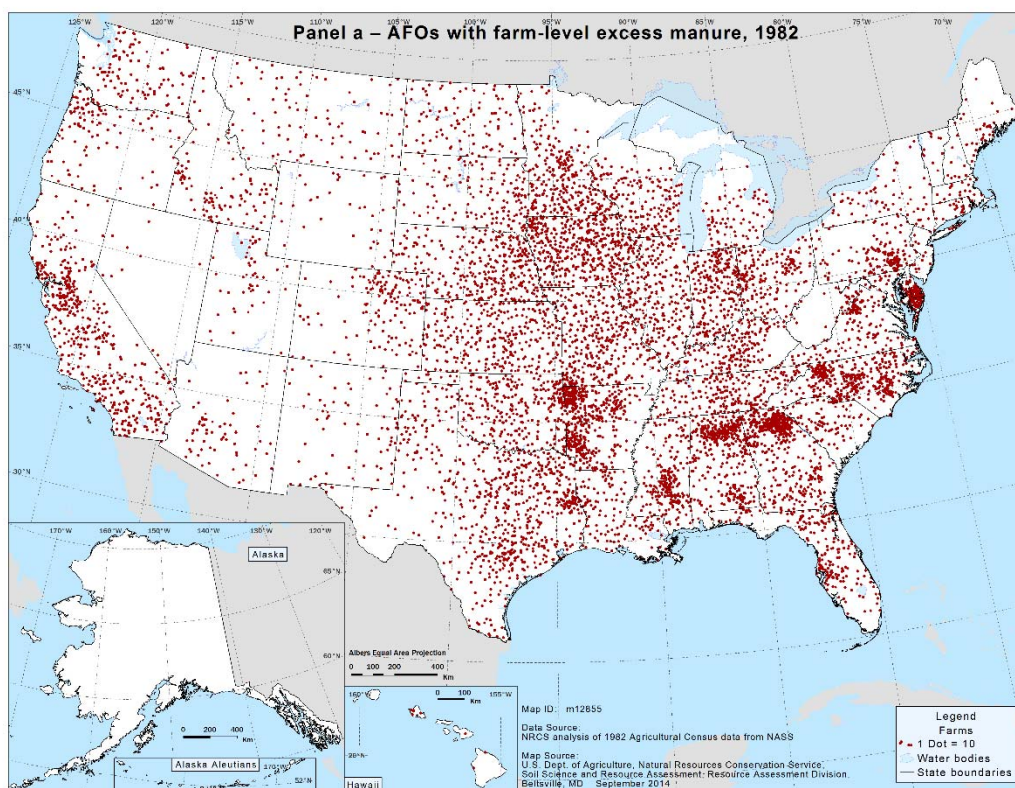 125°W
120°W
115°W
110°W
105°W
100°W
95°W
90°W
85°W
80°W
75°W
70°W
Panel a – AFOs with farm-level excess manure, 1982
45°N
40°N
35°N
30°N
170°W
160°W
150°W
140°W
130°W
120°W
Alaska
65°N
60°N
0 200 400
Km
Alaska Aleutians
170°W
52°N
Albers Equal Area Projection
0 100 200 400
Km
160°W
0 100
Km
155°W
Hawaii
Map ID: m12655
Data Source:
NRCS analysis of 1982 Agricultural Census data from NASS
Map Source:
U.S. Dept. of Agriculture, Natural Resources Conservation Service,
Soil Science and Resource Assessment: Resource Assessment Division,
Beltsville, MD September 2014
Legend
Farms
1 Dot = 10
Water bodies
State boundaries